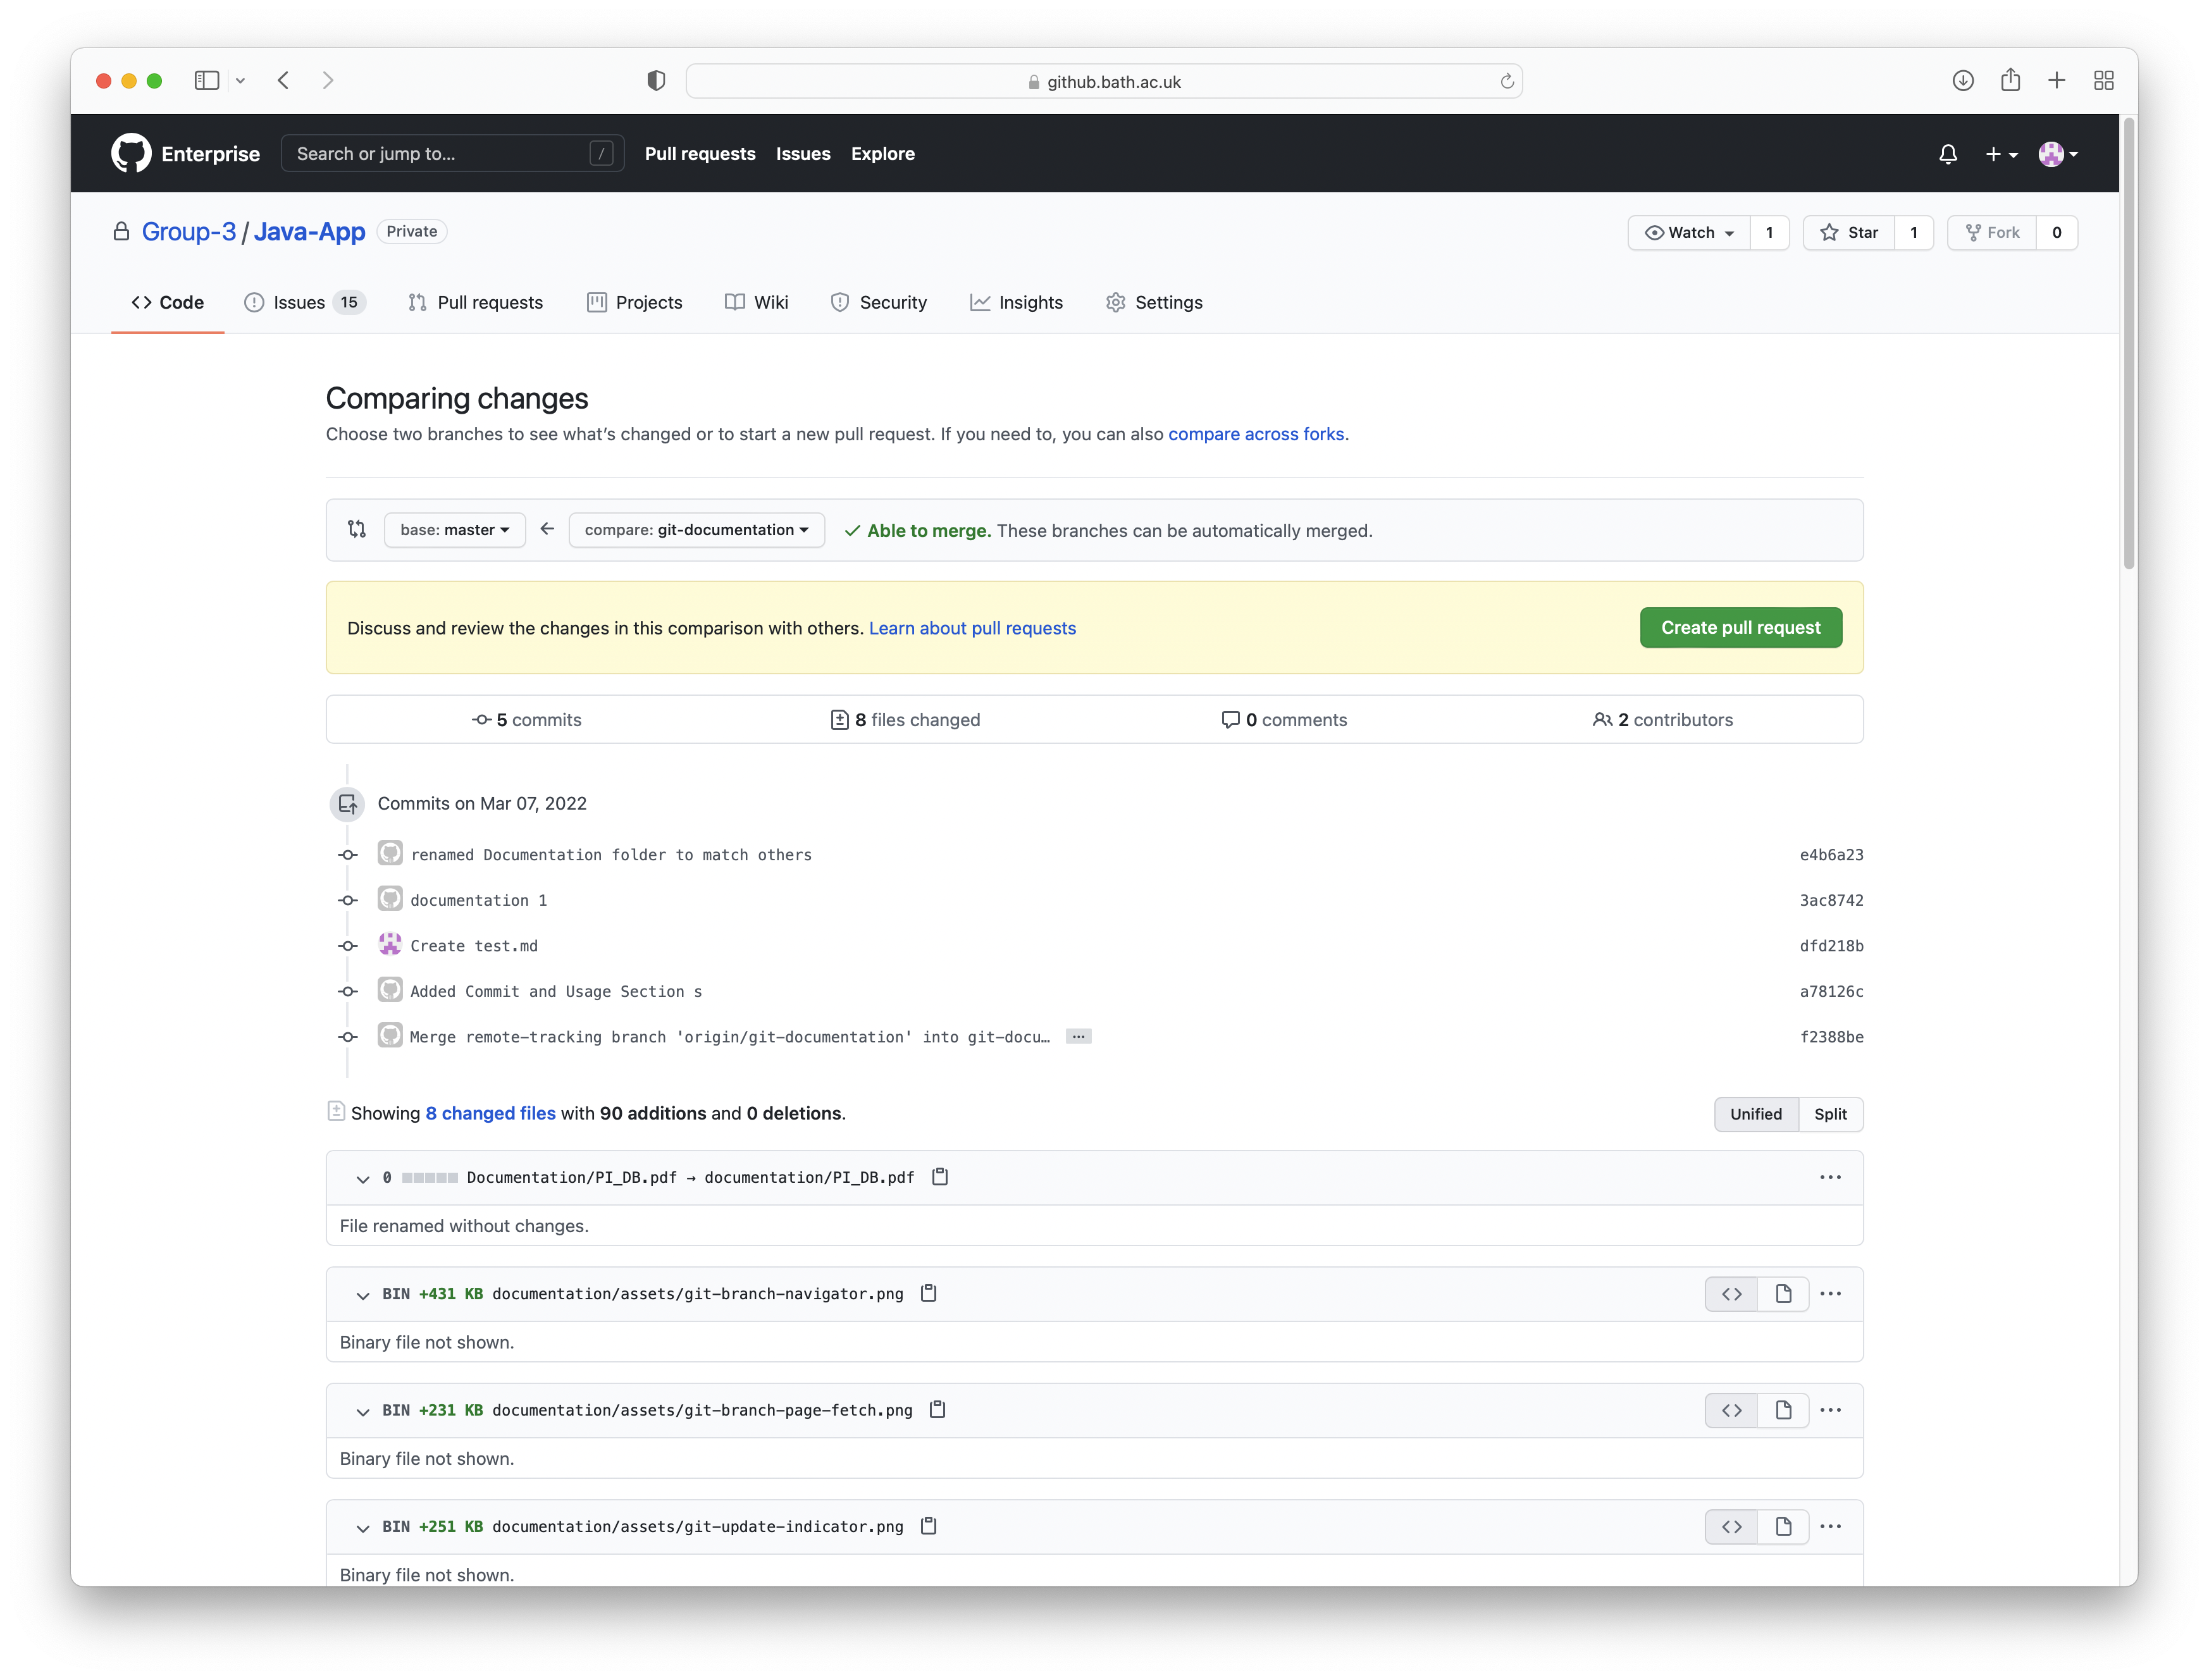 github.bath.ac.uk
Enterprise Search or jump to... / Pull requests Issues Explore
Group-3 / Java-App Private Watch 1 Star 1 Fork 0
Code Issues 15 Pull requests Projects Wiki Security Insights Settings
Comparing changes
Choose two branches to see what's changed or to start a new pull request. If you need to, you can also compare across forks.
base: master ← compare: git-documentation ✓ Able to merge. These branches can be automatically merged.
Discuss and review the changes in this comparison with others. Learn about pull requests Create pull request
5 commits 8 files changed 0 comments 2 contributors
Commits on Mar 07, 2022
renamed Documentation folder to match others e4b6a23
documentation 1 3ac8742
Create test.md dfd218b
Added Commit and Usage Section s a78126c
Merge remote-tracking branch 'origin/git-documentation' into git-docu… … f2388be
Showing 8 changed files with 90 additions and 0 deletions. Unified Split
0 Documentation/PI_DB.pdf → documentation/PI_DB.pdf
File renamed without changes.
BIN +431 KB documentation/assets/git-branch-navigator.png
Binary file not shown.
BIN +231 KB documentation/assets/git-branch-page-fetch.png
Binary file not shown.
BIN +251 KB documentation/assets/git-update-indicator.png
Binary file not shown.